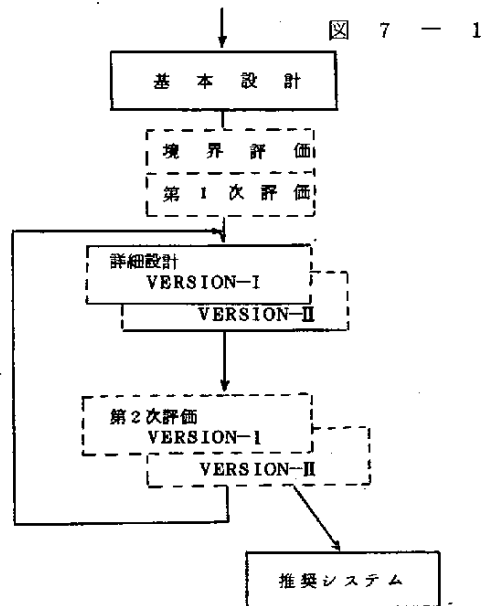 図 7 － 1
基 本 設 計
境 界 評 価
第 1 次 評 価
詳細設計
VERSION-I
VERSION-II
第2次評価
VERSION-1
VERSION-II
推奨システム